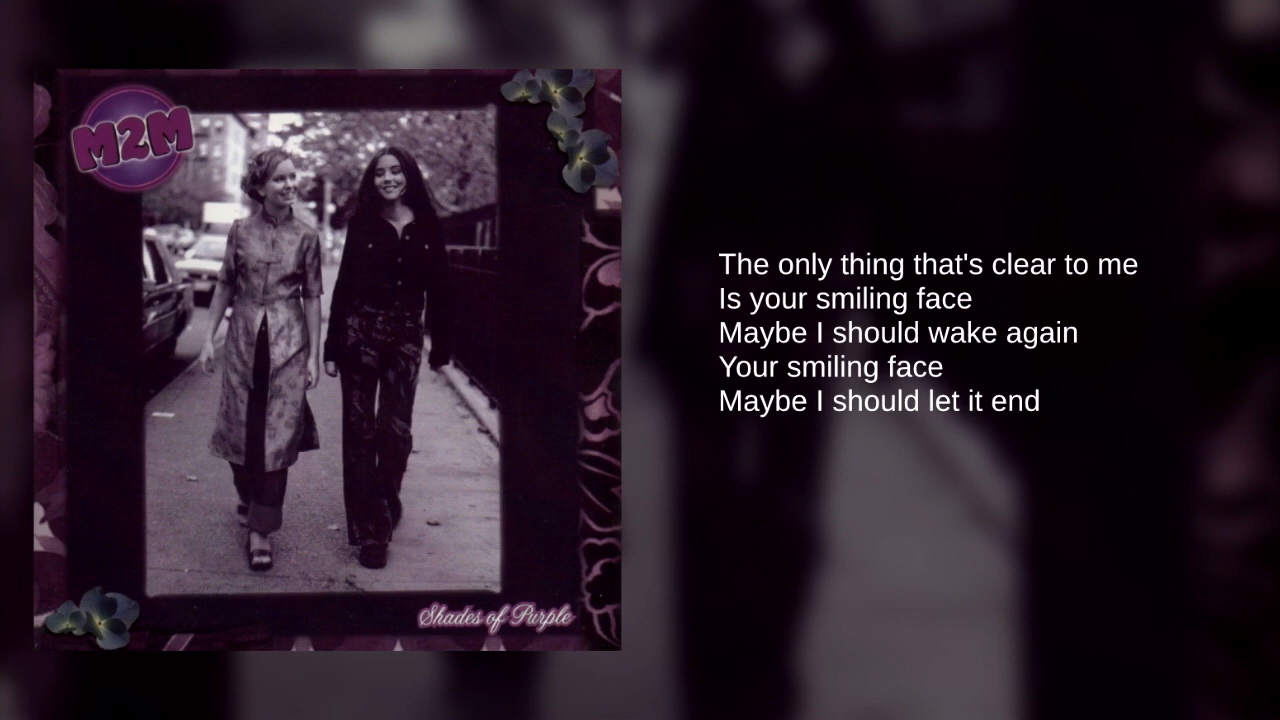 M2M
Shades of Purple
The only thing that's clear to me
Is your smiling face
Maybe I should wake again
Your smiling face
Maybe I should let it end